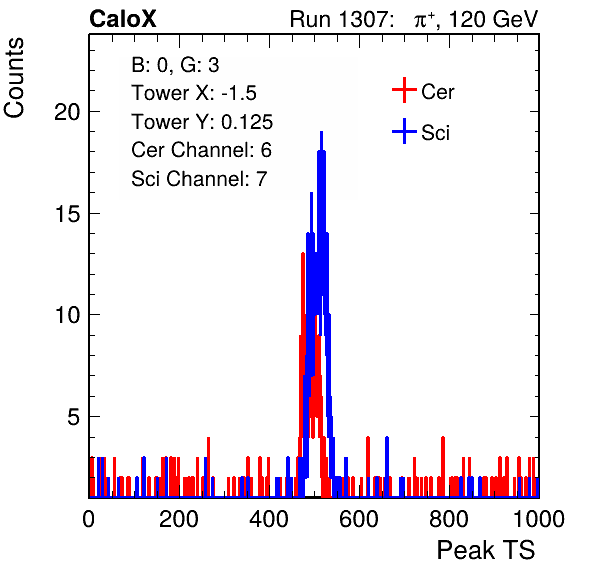 CaloX Run 1307: π⁺, 120 GeV
Counts
B: 0, G: 3
Tower X: -1.5
Tower Y: 0.125
Cer Channel: 6
Sci Channel: 7
Cer
Sci
20
15
10
5
0 200 400 600 800 1000
Peak TS